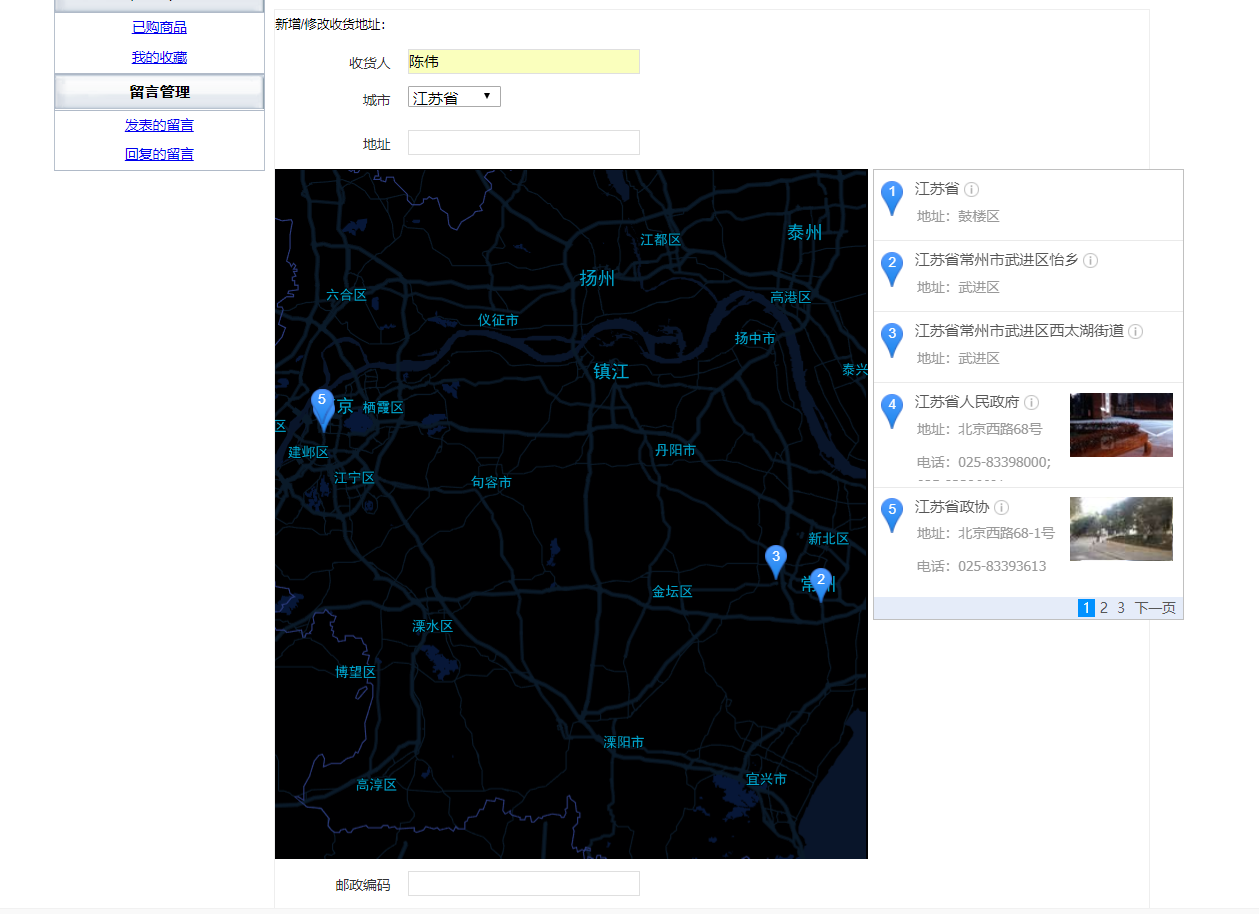 已购商品
我的收藏
留言管理
发表的留言
回复的留言
新增/修改收货地址:
收货人 陈伟
城市 江苏省
地址
泰州
江都区
扬州
六合区
高港区
仪征市
扬中市
镇江
泰兴
京 栖霞区
区
建邺区
丹阳市
江宁区
句容市
新北区
常州
金坛区
溧水区
博望区
溧阳市
宜兴市
高淳区
5
3
2
1 江苏省
地址：鼓楼区
2 江苏省常州市武进区怡乡
地址：武进区
3 江苏省常州市武进区西太湖街道
地址：武进区
4 江苏省人民政府
地址：北京西路68号
电话：025-83398000;
5 江苏省政协
地址：北京西路68-1号
电话：025-83393613
1 2 3 下一页
邮政编码